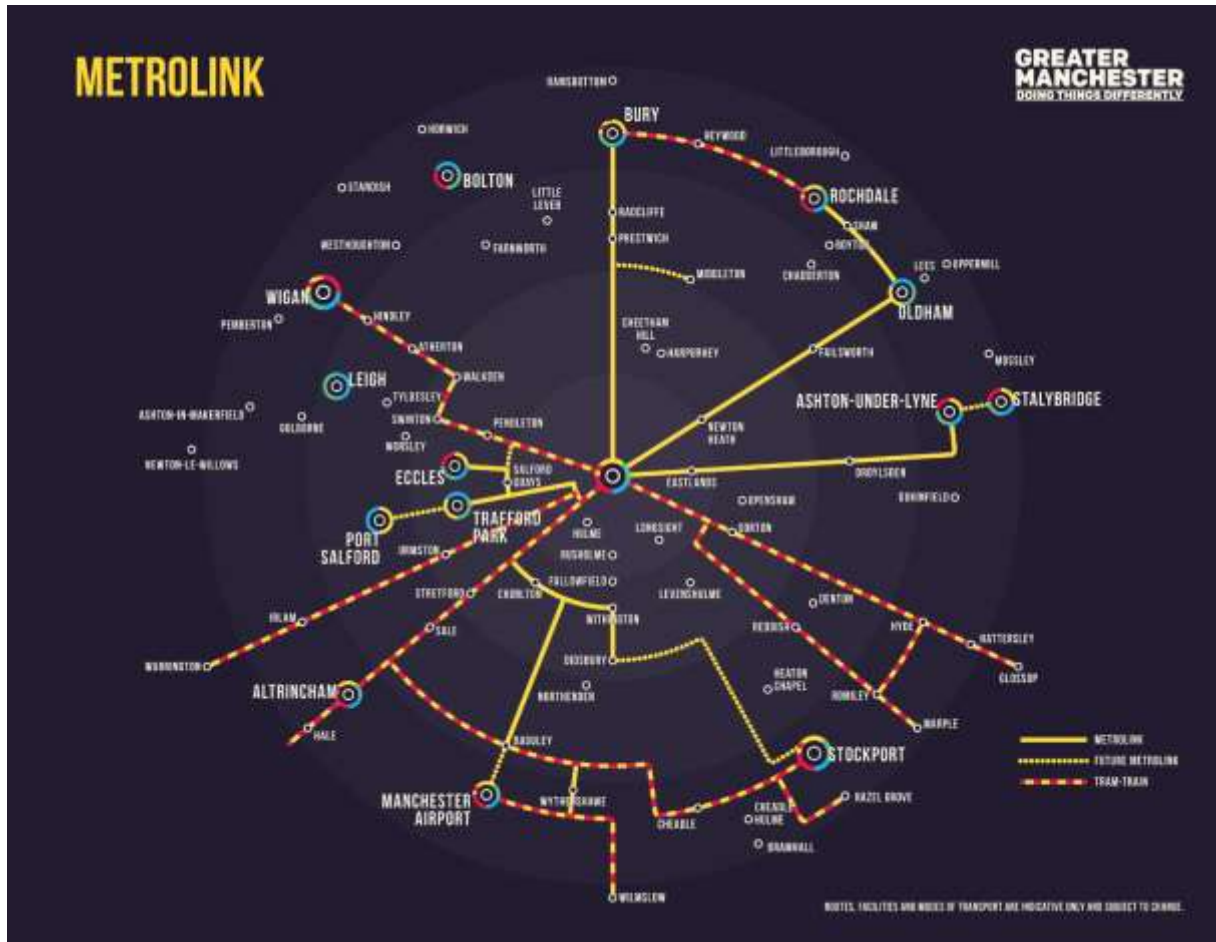 METROLINK
GREATER
MANCHESTER
DOING THINGS DIFFERENTLY
RAMSBOTTOM
BURY
HORWICH
HEYWOOD
LITTLEBOROUGH
BOLTON
STANDISH
LITTLE
LEVER
ROCHDALE
RADCLIFFE
SHAW
PRESTWICH
WESTHOUGHTON
FARNWORTH
ROYTON
CHADDERTON
LEES
UPPERMILL
MIDDLETON
WIGAN
OLDHAM
PEMBERTON
HINDLEY
CHEETHAM
HILL
HARPURHEY
ATHERTON
FAILSWORTH
MOSSLEY
WALKDEN
LEIGH
TYLDESLEY
ASHTON-UNDER-LYNE
STALYBRIDGE
ASHTON-IN-MAKERFIELD
GOLBORNE
SWINTON
PENDLETON
NEWTON
HEATH
WORSLEY
NEWTON-LE-WILLOWS
ECCLES
SALFORD
QUAYS
EASTLANDS
DROYLSDEN
DUKINFIELD
OPENSHAW
TRAFFORD
PARK
PORT
SALFORD
HULME
LONGSIGHT
GORTON
URMSTON
RUSHOLME
STRETFORD
CHORLTON
FALLOWFIELD
LEVENSHULME
DENTON
WITHINGTON
IRLAM
SALE
REDDISH
HYDE
HATTERSLEY
WARRINGTON
DIDSBURY
GLOSSOP
ALTRINCHAM
NORTHENDEN
HEATON
CHAPEL
ROMILEY
HALE
MARPLE
BAGULEY
STOCKPORT
METROLINK
FUTURE METROLINK
TRAM-TRAIN
MANCHESTER
AIRPORT
WYTHENSHAWE
CHEADLE
CHEADLE
HULME
HAZEL GROVE
BRAMHALL
WILMSLOW
ROUTES, FACILITIES AND MODES OF TRANSPORT ARE INDICATIVE ONLY AND SUBJECT TO CHANGE.